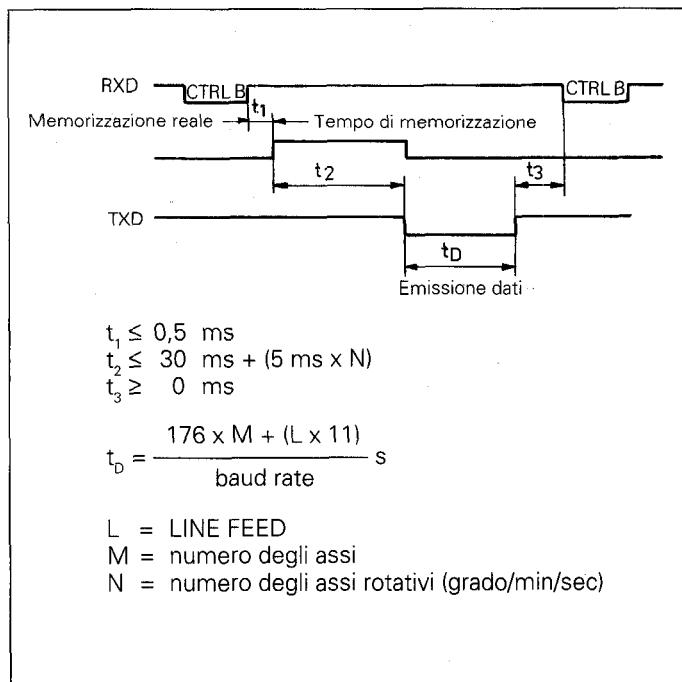 RXD CTRL B CTRL B
t1
Memorizzazione reale Tempo di memorizzazione
t2 t3
TXD
tD
Emissione dati
t1 ≤ 0,5 ms
t2 ≤ 30 ms + (5 ms x N)
t3 ≥ 0 ms
176 x M + (L x 11)
tD = s
baud rate
L = LINE FEED
M = numero degli assi
N = numero degli assi rotativi (grado/min/sec)